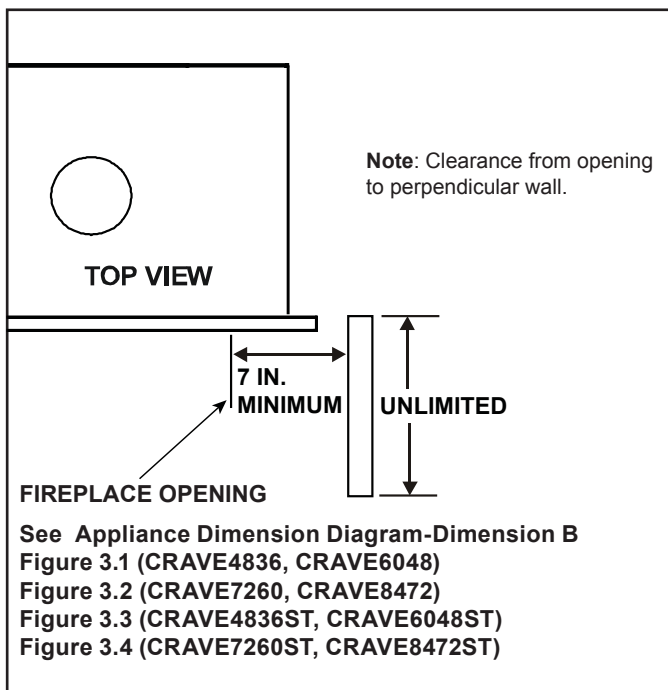 Note: Clearance from opening
to perpendicular wall.
TOP VIEW
7 IN.
MINIMUM
UNLIMITED
FIREPLACE OPENING
See Appliance Dimension Diagram-Dimension B
Figure 3.1 (CRAVE4836, CRAVE6048)
Figure 3.2 (CRAVE7260, CRAVE8472)
Figure 3.3 (CRAVE4836ST, CRAVE6048ST)
Figure 3.4 (CRAVE7260ST, CRAVE8472ST)